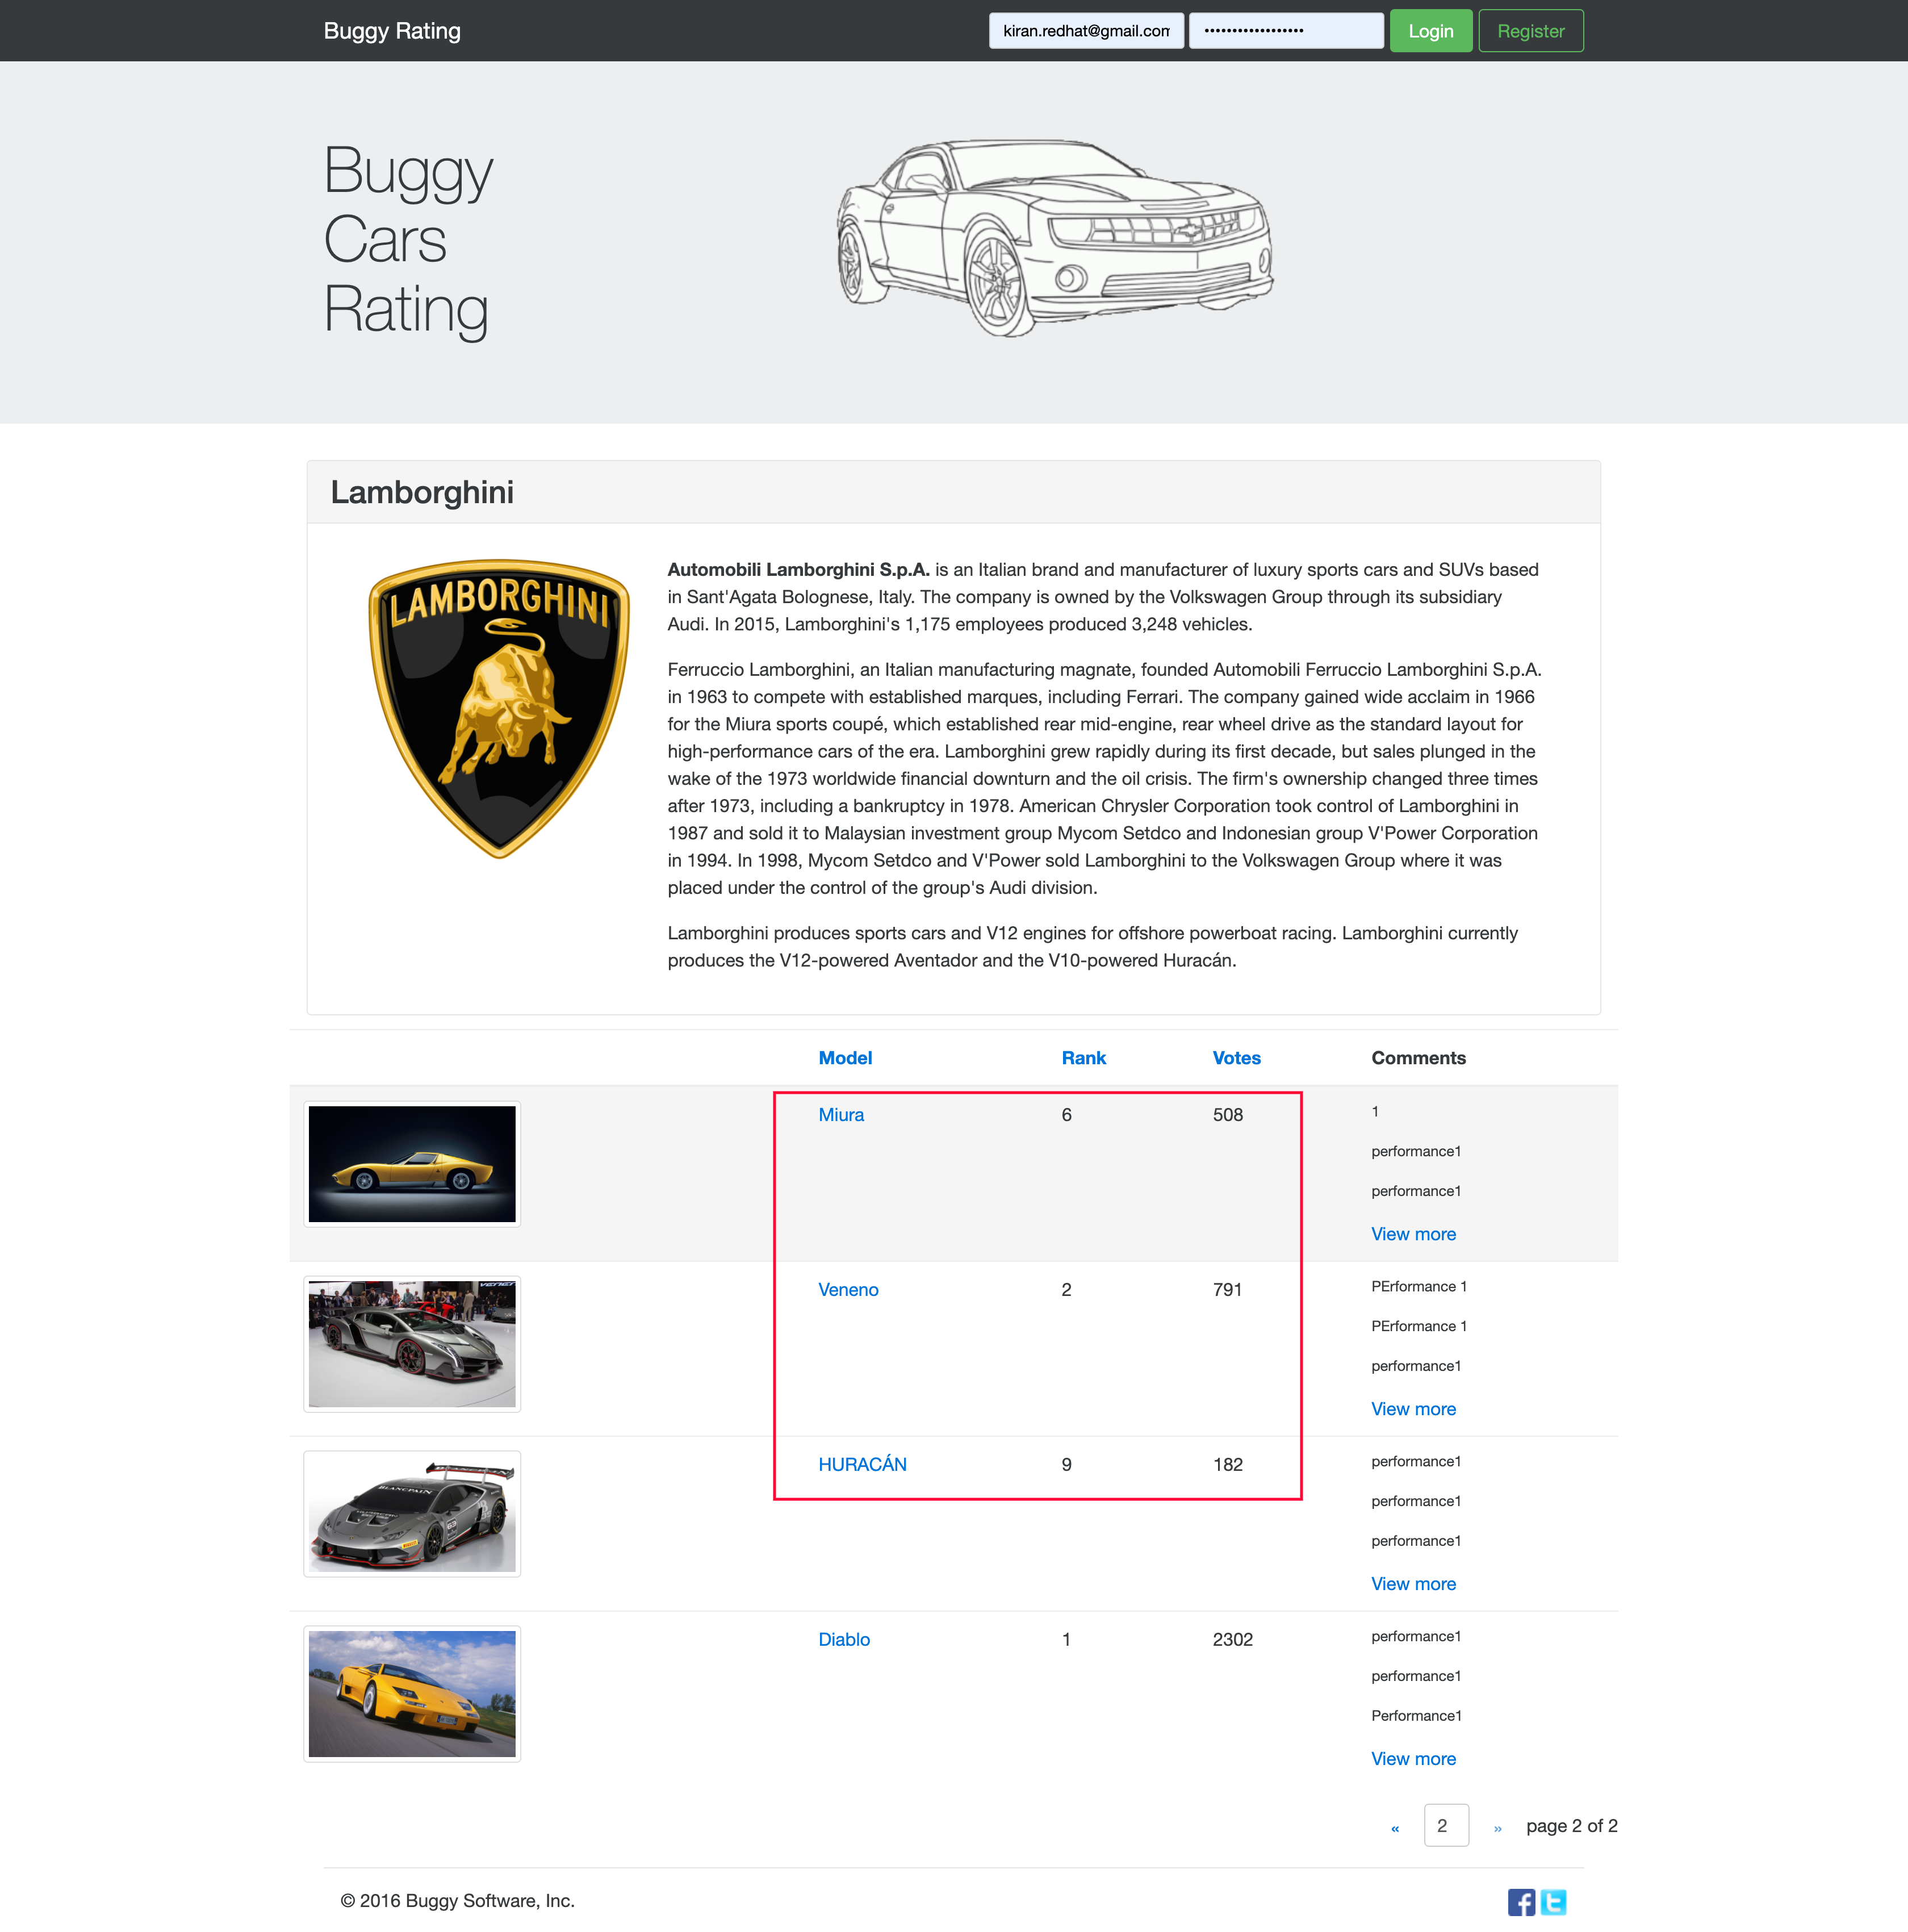 Buggy Rating
kiran.redhat@gmail.com
••••••••••••••••••
Login
Register
Buggy
Cars
Rating
Lamborghini
LAMBORGHINI
Automobili Lamborghini S.p.A. is an Italian brand and manufacturer of luxury sports cars and SUVs based
in Sant'Agata Bolognese, Italy. The company is owned by the Volkswagen Group through its subsidiary
Audi. In 2015, Lamborghini's 1,175 employees produced 3,248 vehicles.
Ferruccio Lamborghini, an Italian manufacturing magnate, founded Automobili Ferruccio Lamborghini S.p.A.
in 1963 to compete with established marques, including Ferrari. The company gained wide acclaim in 1966
for the Miura sports coupé, which established rear mid-engine, rear wheel drive as the standard layout for
high-performance cars of the era. Lamborghini grew rapidly during its first decade, but sales plunged in the
wake of the 1973 worldwide financial downturn and the oil crisis. The firm's ownership changed three times
after 1973, including a bankruptcy in 1978. American Chrysler Corporation took control of Lamborghini in
1987 and sold it to Malaysian investment group Mycom Setdco and Indonesian group V'Power Corporation
in 1994. In 1998, Mycom Setdco and V'Power sold Lamborghini to the Volkswagen Group where it was
placed under the control of the group's Audi division.
Lamborghini produces sports cars and V12 engines for offshore powerboat racing. Lamborghini currently
produces the V12-powered Aventador and the V10-powered Huracán.
Model Rank Votes Comments
Miura 6 508 1
performance1
performance1
View more
Veneno 2 791 PErformance 1
PErformance 1
performance1
View more
BLANCPAIN
HURACÁN 9 182 performance1
performance1
performance1
View more
Diablo 1 2302 performance1
performance1
Performance1
View more
« 2 » page 2 of 2
© 2016 Buggy Software, Inc.